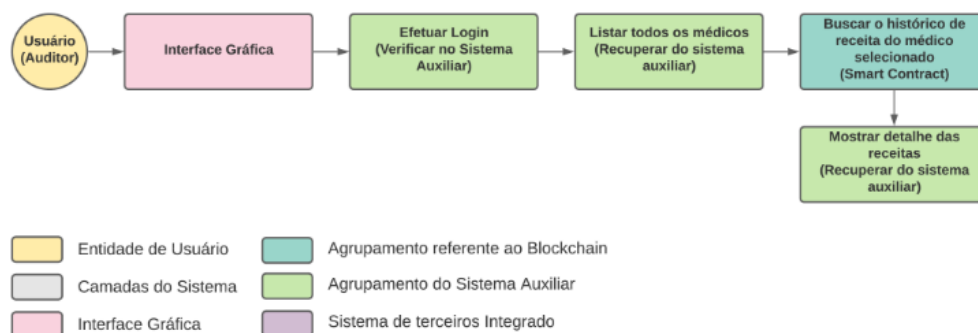 Usuário
(Auditor)
Interface Gráfica
Efetuar Login
(Verificar no Sistema
Auxiliar)
Listar todos os médicos
(Recuperar do sistema
auxiliar)
Buscar o histórico de
receita do médico
selecionado
(Smart Contract)
Mostrar detalhe das
receitas
(Recuperar do sistema
auxiliar)
Entidade de Usuário
Agrupamento referente ao Blockchain
Camadas do Sistema
Agrupamento do Sistema Auxiliar
Interface Gráfica
Sistema de terceiros Integrado